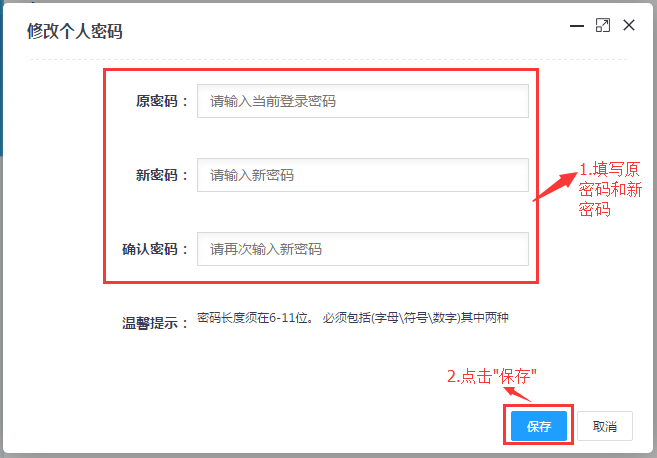 修改个人密码
原密码：
请输入当前登录密码
新密码：
请输入新密码
1.填写原
密码和新
密码
确认密码：
请再次输入新密码
温馨提示：
密码长度须在6-11位。 必须包括(字母\符号\数字)其中两种
2.点击"保存"
保存
取消